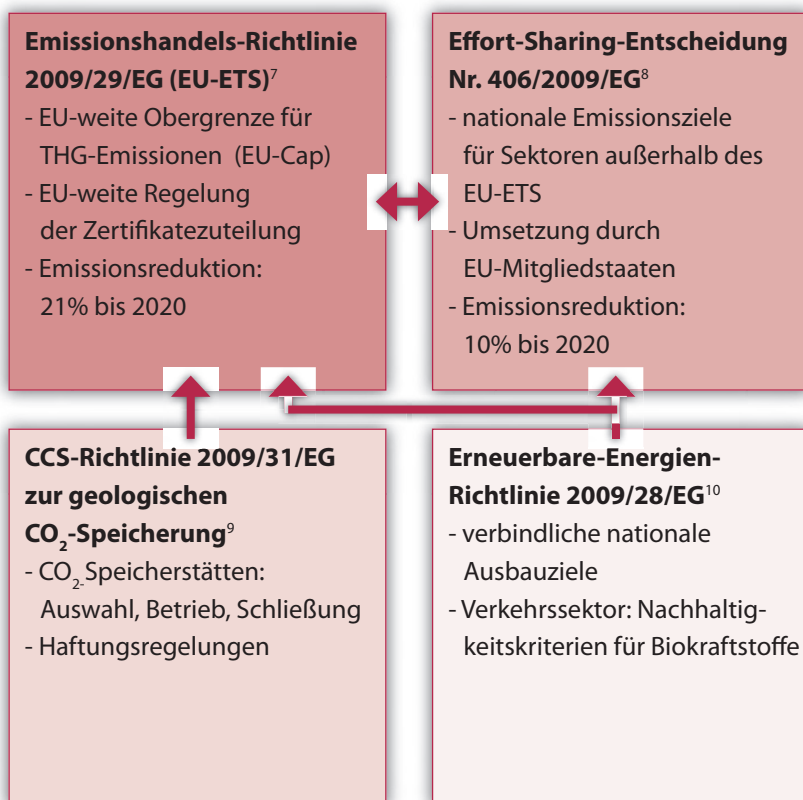 Emissionshandels-Richtlinie
2009/29/EG (EU-ETS)⁷
- EU-weite Obergrenze für
THG-Emissionen (EU-Cap)
- EU-weite Regelung
der Zertifikatezuteilung
- Emissionsreduktion:
21% bis 2020
Effort-Sharing-Entscheidung
Nr. 406/2009/EG⁸
- nationale Emissionsziele
für Sektoren außerhalb des
EU-ETS
- Umsetzung durch
EU-Mitgliedstaaten
- Emissionsreduktion:
10% bis 2020
CCS-Richtlinie 2009/31/EG
zur geologischen
CO₂-Speicherung⁹
- CO₂-Speicherstätten:
Auswahl, Betrieb, Schließung
- Haftungsregelungen
Erneuerbare-Energien-
Richtlinie 2009/28/EG¹⁰
- verbindliche nationale
Ausbauziele
- Verkehrssektor: Nachhaltig-
keitskriterien für Biokraftstoffe